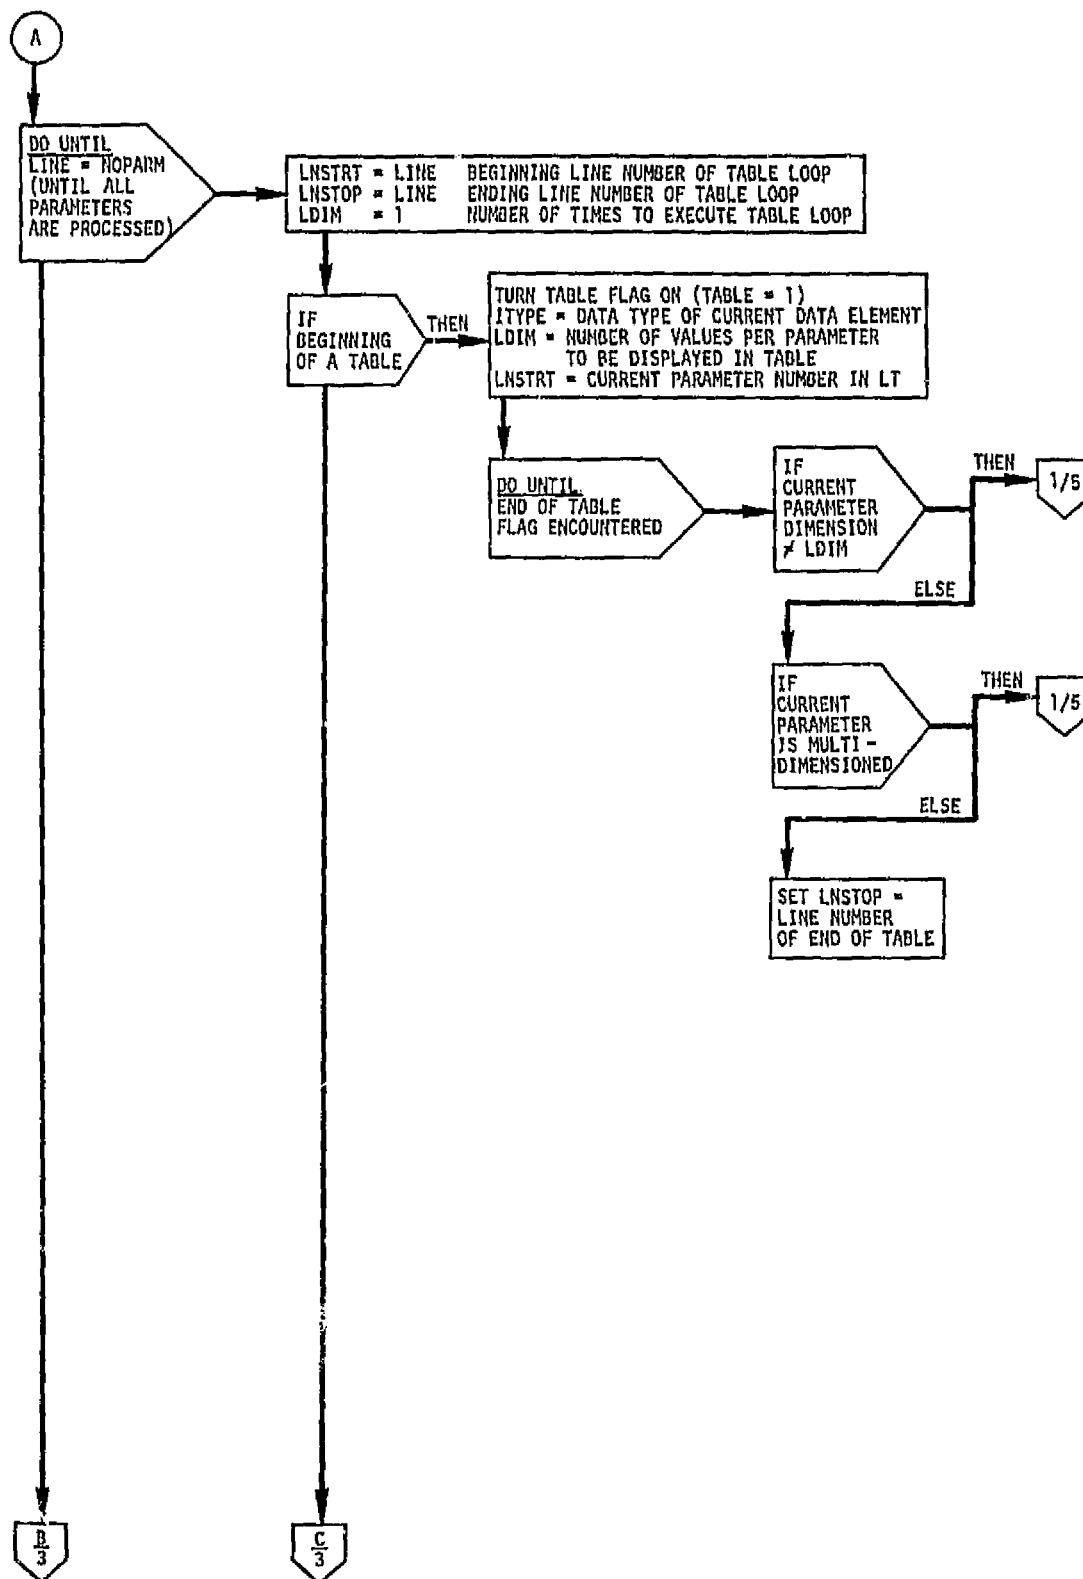 A
DO UNTIL
LINE = NOPARM
(UNTIL ALL
PARAMETERS
ARE PROCESSED)
LNSTRT = LINE BEGINNING LINE NUMBER OF TABLE LOOP
LNSTOP = LINE ENDING LINE NUMBER OF TABLE LOOP
LDIM = 1 NUMBER OF TIMES TO EXECUTE TABLE LOOP
IF
BEGINNING
OF A TABLE
THEN
TURN TABLE FLAG ON (TABLE = 1)
ITYPE = DATA TYPE OF CURRENT DATA ELEMENT
LDIM = NUMBER OF VALUES PER PARAMETER
TO BE DISPLAYED IN TABLE
LNSTRT = CURRENT PARAMETER NUMBER IN LT
DO UNTIL
END OF TABLE
FLAG ENCOUNTERED
IF
CURRENT
PARAMETER
DIMENSION
≠ LDIM
THEN
1/5
ELSE
IF
CURRENT
PARAMETER
IS MULTI-
DIMENSIONED
THEN
1/5
ELSE
SET LNSTOP =
LINE NUMBER
OF END OF TABLE
B
3
C
3